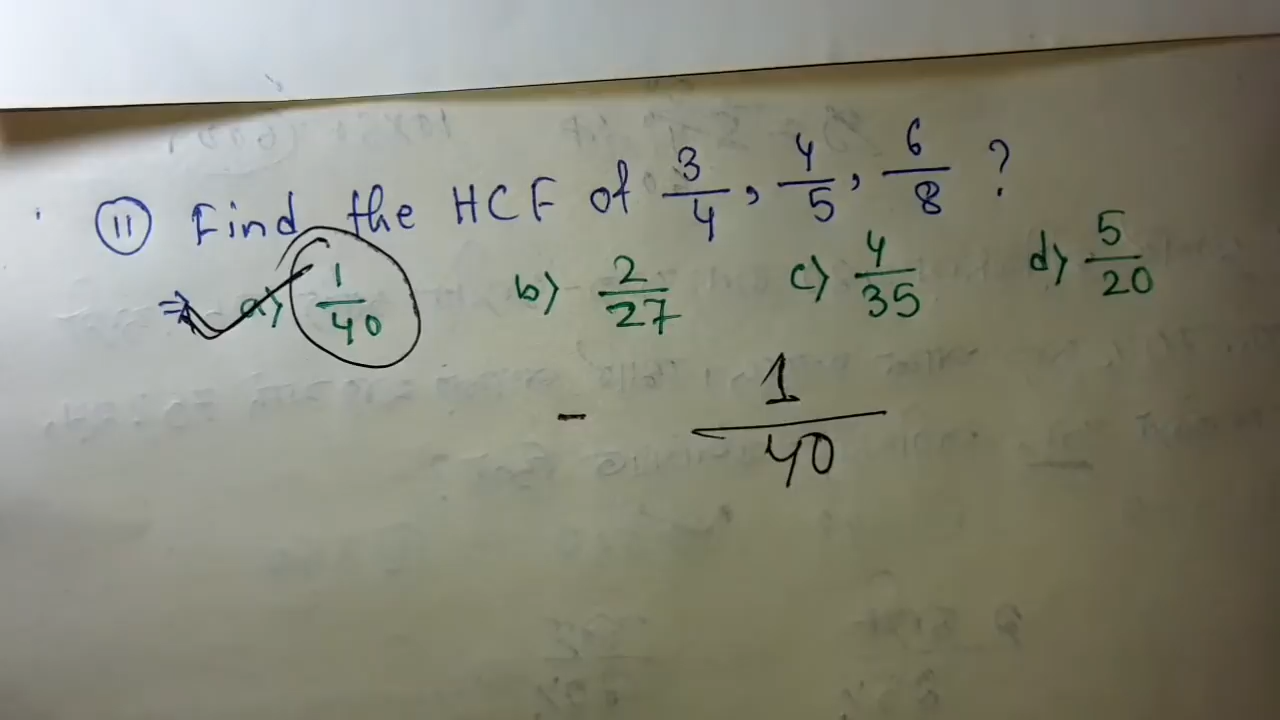 11 Find the HCF of 3/4, 4/5, 6/8 ?
⇒ a) 1/40 b) 2/27 c) 4/35 d) 5/20
- 1/40